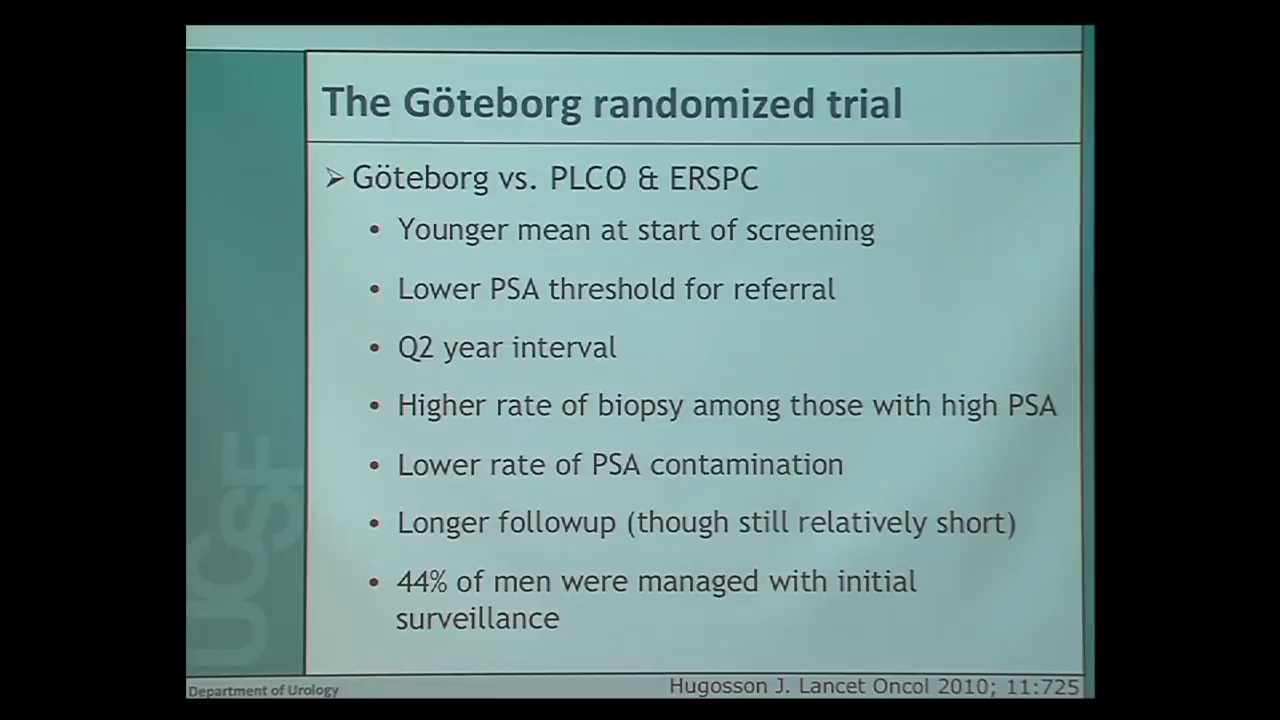 The Göteborg randomized trial
➢ Göteborg vs. PLCO & ERSPC
• Younger mean at start of screening
• Lower PSA threshold for referral
• Q2 year interval
• Higher rate of biopsy among those with high PSA
• Lower rate of PSA contamination
• Longer followup (though still relatively short)
• 44% of men were managed with initial
surveillance
UCSF
Department of Urology
Hugosson J. Lancet Oncol 2010; 11:725